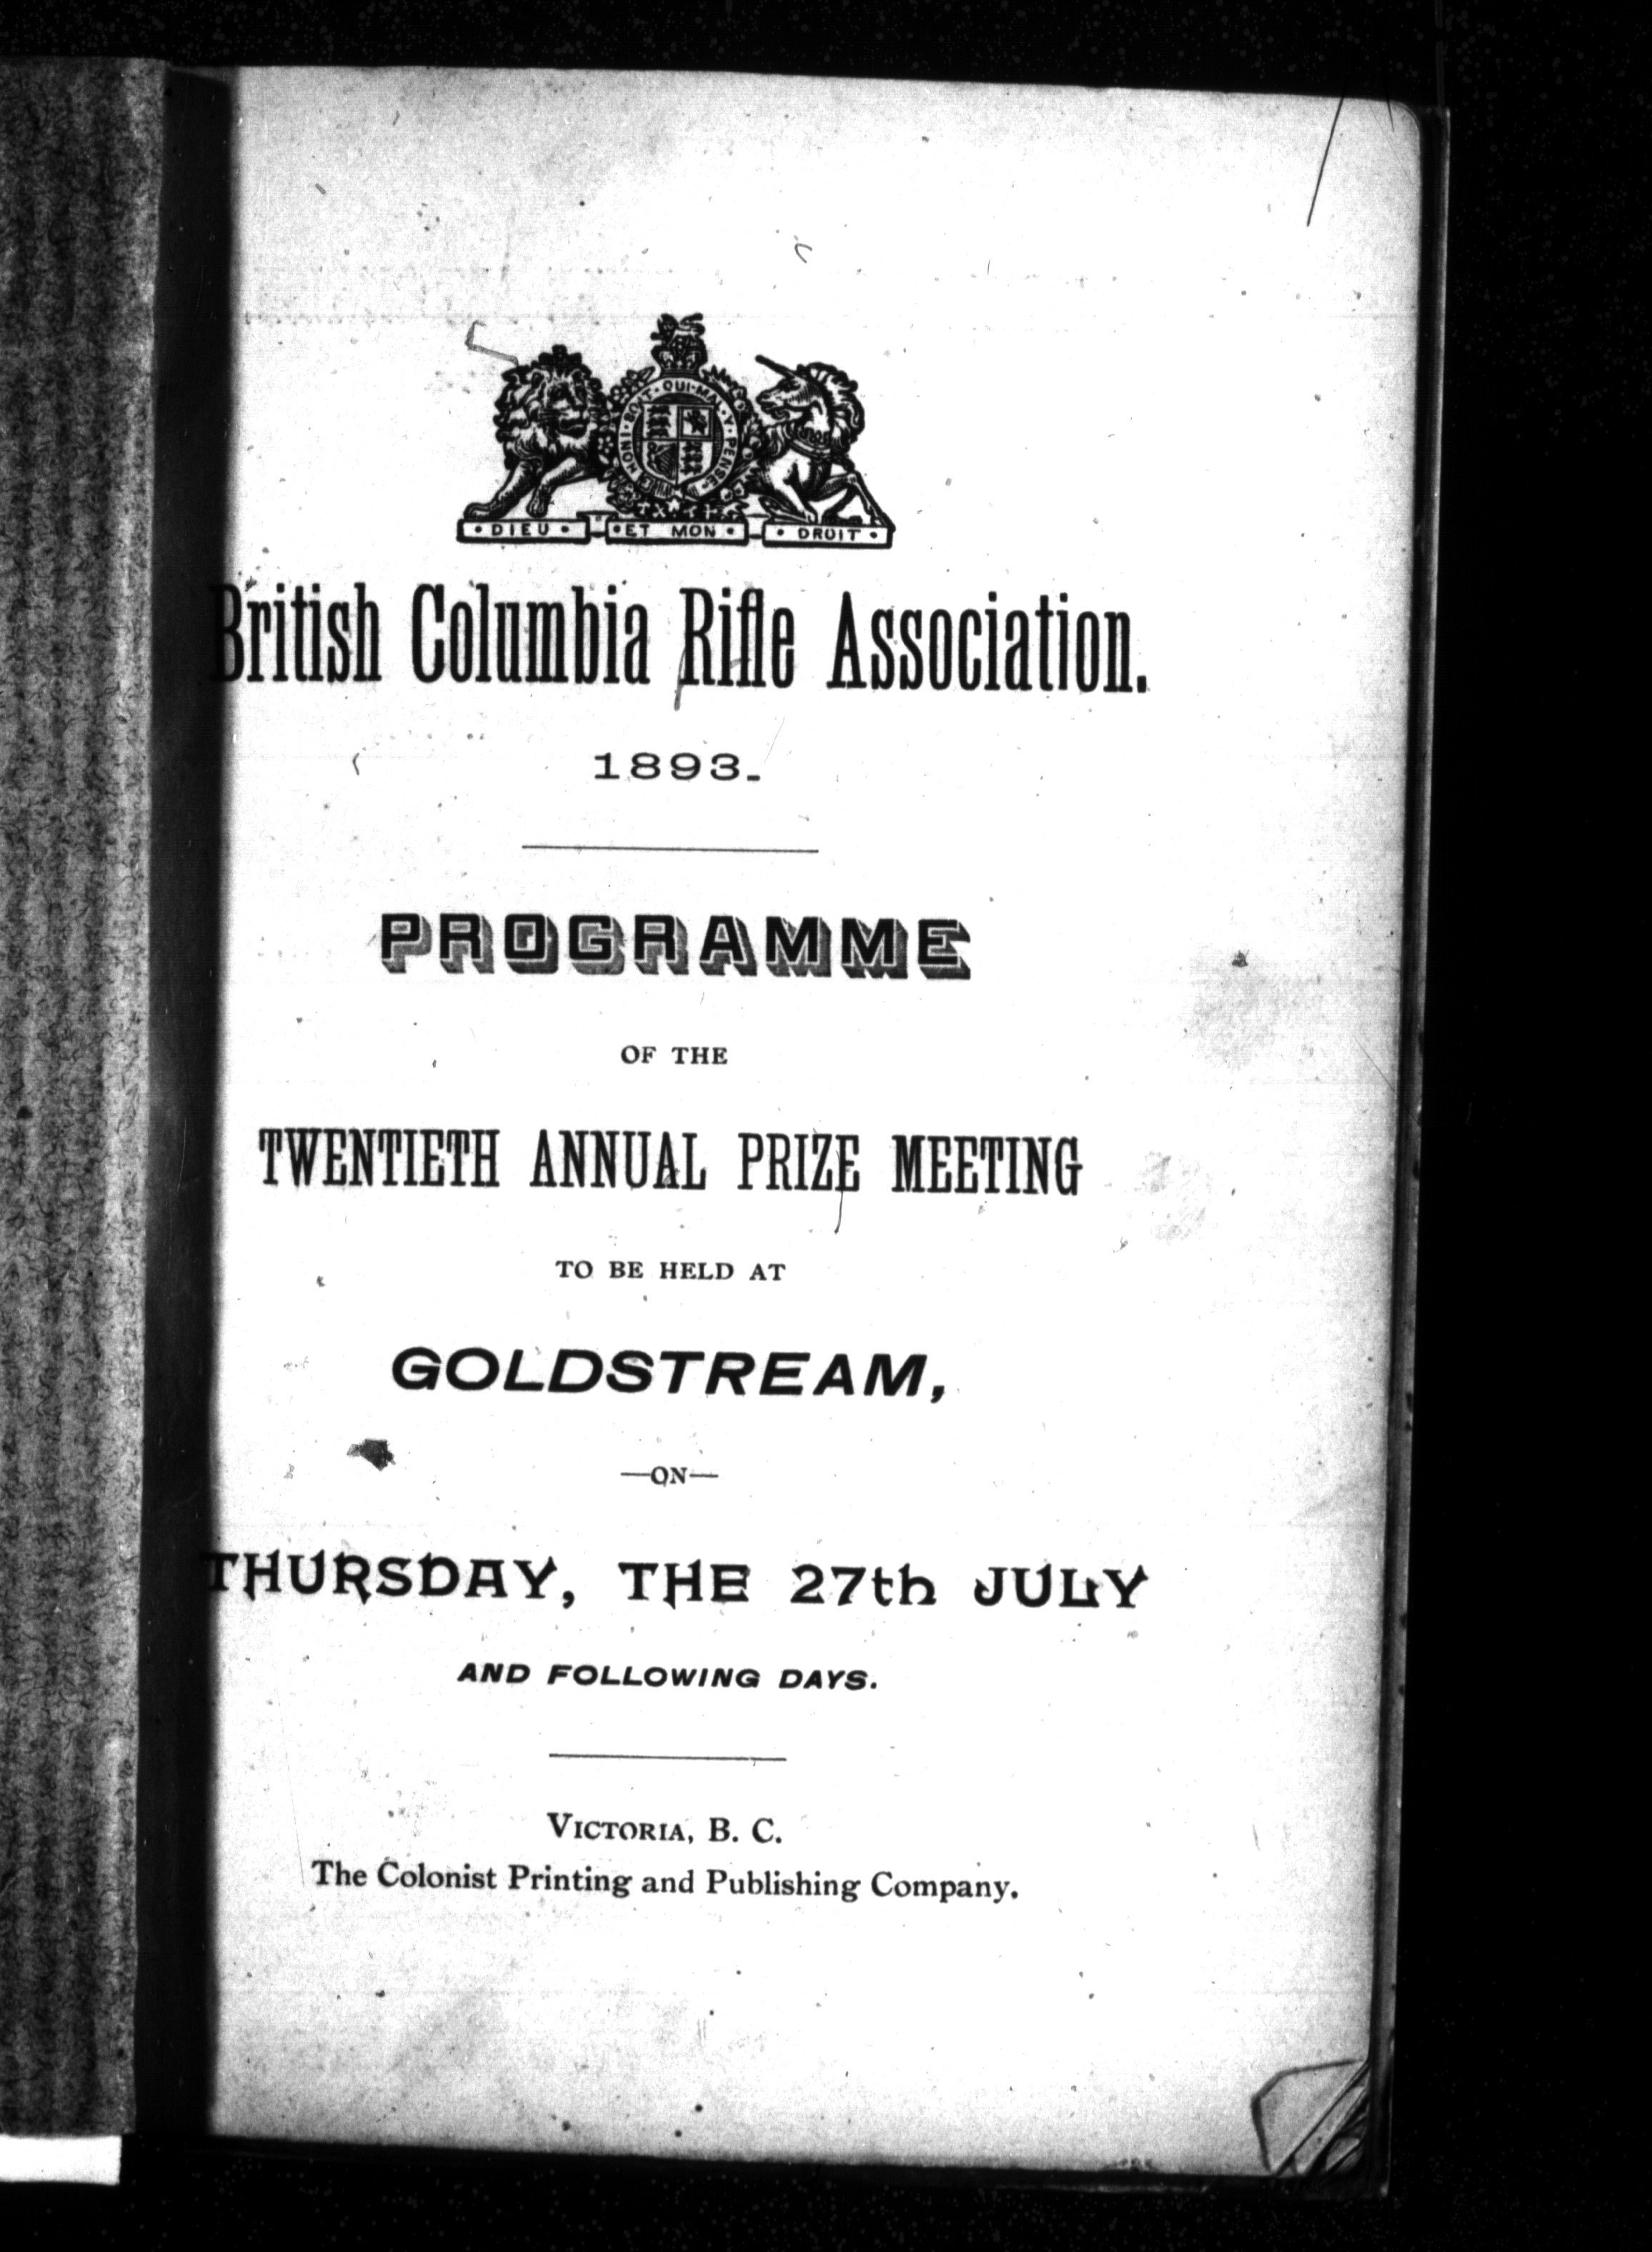 HONI · SOIT · QUI · MAL · Y · PENSE
· DIEU · · ET MON · · DROIT ·
British Columbia Rifle Association.
1893.
PROGRAMME
OF THE
TWENTIETH ANNUAL PRIZE MEETING
TO BE HELD AT
GOLDSTREAM,
—ON—
THURSDAY, THE 27th JULY
AND FOLLOWING DAYS.
VICTORIA, B. C.
The Colonist Printing and Publishing Company.